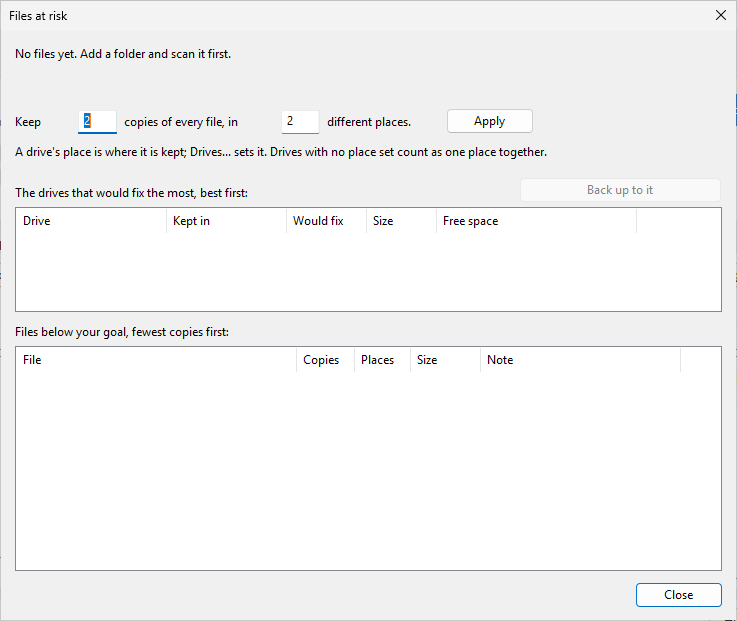 Files at risk
No files yet. Add a folder and scan it first.
Keep 2 copies of every file, in 2 different places. Apply
A drive's place is where it is kept; Drives... sets it. Drives with no place set count as one place together.
The drives that would fix the most, best first: Back up to it
Drive Kept in Would fix Size Free space
Files below your goal, fewest copies first:
File Copies Places Size Note
Close